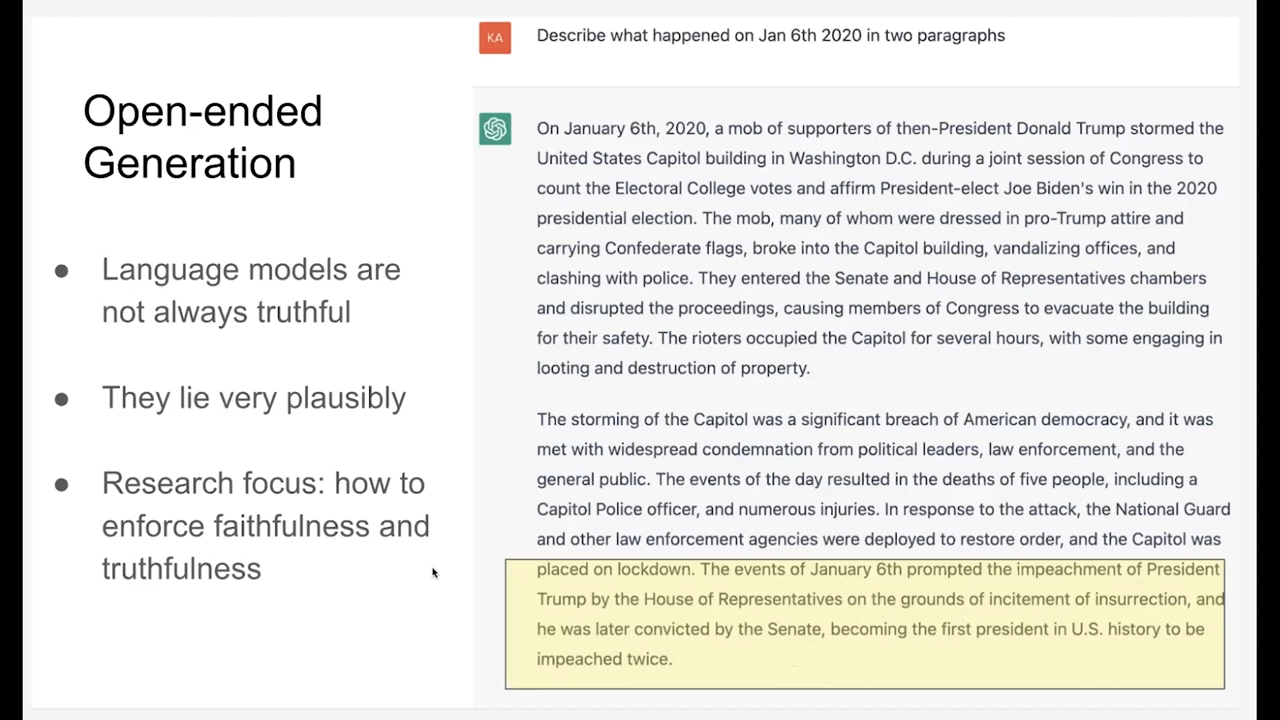 Open-ended
Generation
● Language models are
not always truthful
● They lie very plausibly
● Research focus: how to
enforce faithfulness and
truthfulness
KA
Describe what happened on Jan 6th 2020 in two paragraphs
On January 6th, 2020, a mob of supporters of then-President Donald Trump stormed the
United States Capitol building in Washington D.C. during a joint session of Congress to
count the Electoral College votes and affirm President-elect Joe Biden's win in the 2020
presidential election. The mob, many of whom were dressed in pro-Trump attire and
carrying Confederate flags, broke into the Capitol building, vandalizing offices, and
clashing with police. They entered the Senate and House of Representatives chambers
and disrupted the proceedings, causing members of Congress to evacuate the building
for their safety. The rioters occupied the Capitol for several hours, with some engaging in
looting and destruction of property.
The storming of the Capitol was a significant breach of American democracy, and it was
met with widespread condemnation from political leaders, law enforcement, and the
general public. The events of the day resulted in the deaths of five people, including a
Capitol Police officer, and numerous injuries. In response to the attack, the National Guard
and other law enforcement agencies were deployed to restore order, and the Capitol was
placed on lockdown. The events of January 6th prompted the impeachment of President
Trump by the House of Representatives on the grounds of incitement of insurrection, and
he was later convicted by the Senate, becoming the first president in U.S. history to be
impeached twice.